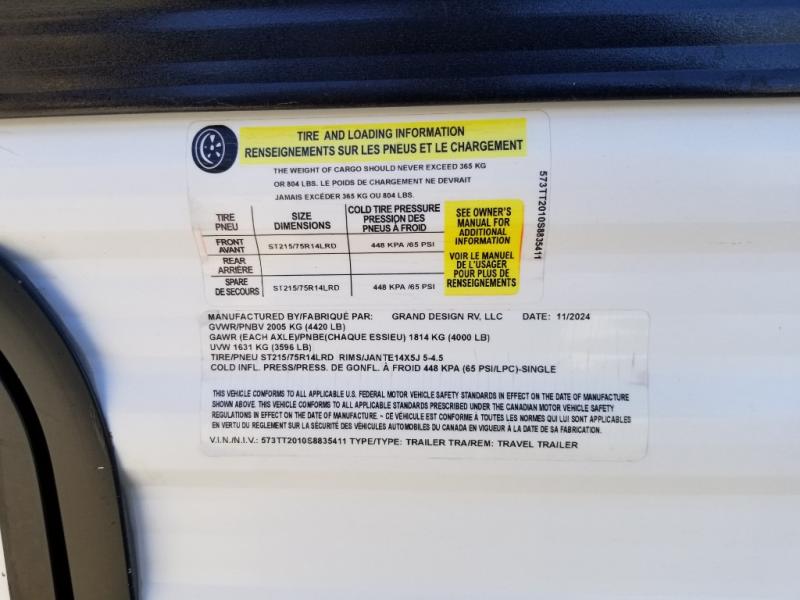 TIRE AND LOADING INFORMATION
RENSEIGNEMENTS SUR LES PNEUS ET LE CHARGEMENT
THE WEIGHT OF CARGO SHOULD NEVER EXCEED 365 KG
OR 804 LBS. LE POIDS DE CHARGEMENT NE DEVRAIT
JAMAIS EXCÉDER 365 KG OU 804 LBS.
TIRE
PNEU
SIZE
DIMENSIONS
COLD TIRE PRESSURE
PRESSION DES
PNEUS À FROID
FRONT
AVANT
ST215/75R14LRD
448 KPA /65 PSI
REAR
ARRIÈRE
SPARE
DE SECOURS
ST215/75R14LRD
448 KPA /65 PSI
SEE OWNER'S
MANUAL FOR
ADDITIONAL
INFORMATION
VOIR LE MANUEL
DE L'USAGER
POUR PLUS DE
RENSEIGNEMENTS
573TT2010S8835411
MANUFACTURED BY/FABRIQUÉ PAR: GRAND DESIGN RV, LLC DATE: 11/2024
GVWR/PNBV 2005 KG (4420 LB)
GAWR (EACH AXLE)/PNBE(CHAQUE ESSIEU) 1814 KG (4000 LB)
UVW 1631 KG (3596 LB)
TIRE/PNEU ST215/75R14LRD RIMS/JANTE14X5J 5-4.5
COLD INFL. PRESS/PRESS. DE GONFL. À FROID 448 KPA (65 PSI/LPC)-SINGLE
THIS VEHICLE CONFORMS TO ALL APPLICABLE U.S. FEDERAL MOTOR VEHICLE SAFETY STANDARDS IN EFFECT ON THE DATE OF MANUFACTURE
SHOWN ABOVE. THIS VEHICLE CONFORMS TO ALL APPLICABLE STANDARDS PRESCRIBED UNDER THE CANADIAN MOTOR VEHICLE SAFETY
REGULATIONS IN EFFECT ON THE DATE OF MANUFACTURE. ~ CE VÉHICULE EST CONFORME À TOUTES LES NORMES QUI LUI SONT APPLICABLES
EN VERTU DU RÈGLEMENT SUR LA SÉCURITÉ DES VÉHICULES AUTOMOBILES DU CANADA EN VIGUEUR À LA DATE DE SA FABRICATION.
V.I.N./N.I.V.: 573TT2010S8835411 TYPE/TYPE: TRAILER TRA/REM: TRAVEL TRAILER